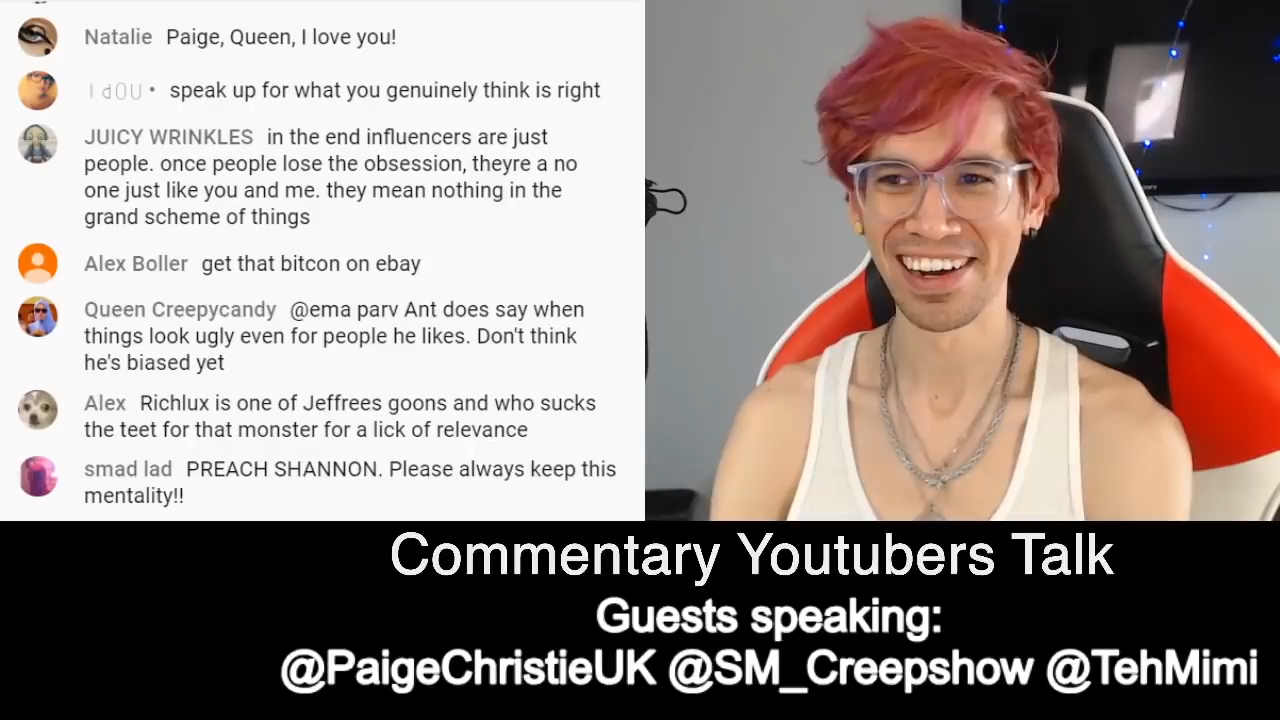 Natalie Paige, Queen, I love you!
I dOU • speak up for what you genuinely think is right
JUICY WRINKLES in the end influencers are just
people. once people lose the obsession, theyre a no
one just like you and me. they mean nothing in the
grand scheme of things
Alex Boller get that bitcon on ebay
Queen Creepycandy @ema parv Ant does say when
things look ugly even for people he likes. Don't think
he's biased yet
Alex Richlux is one of Jeffrees goons and who sucks
the teet for that monster for a lick of relevance
smad lad PREACH SHANNON. Please always keep this
mentality!!
Commentary Youtubers Talk
Guests speaking:
@PaigeChristieUK @SM_Creepshow @TehMimi